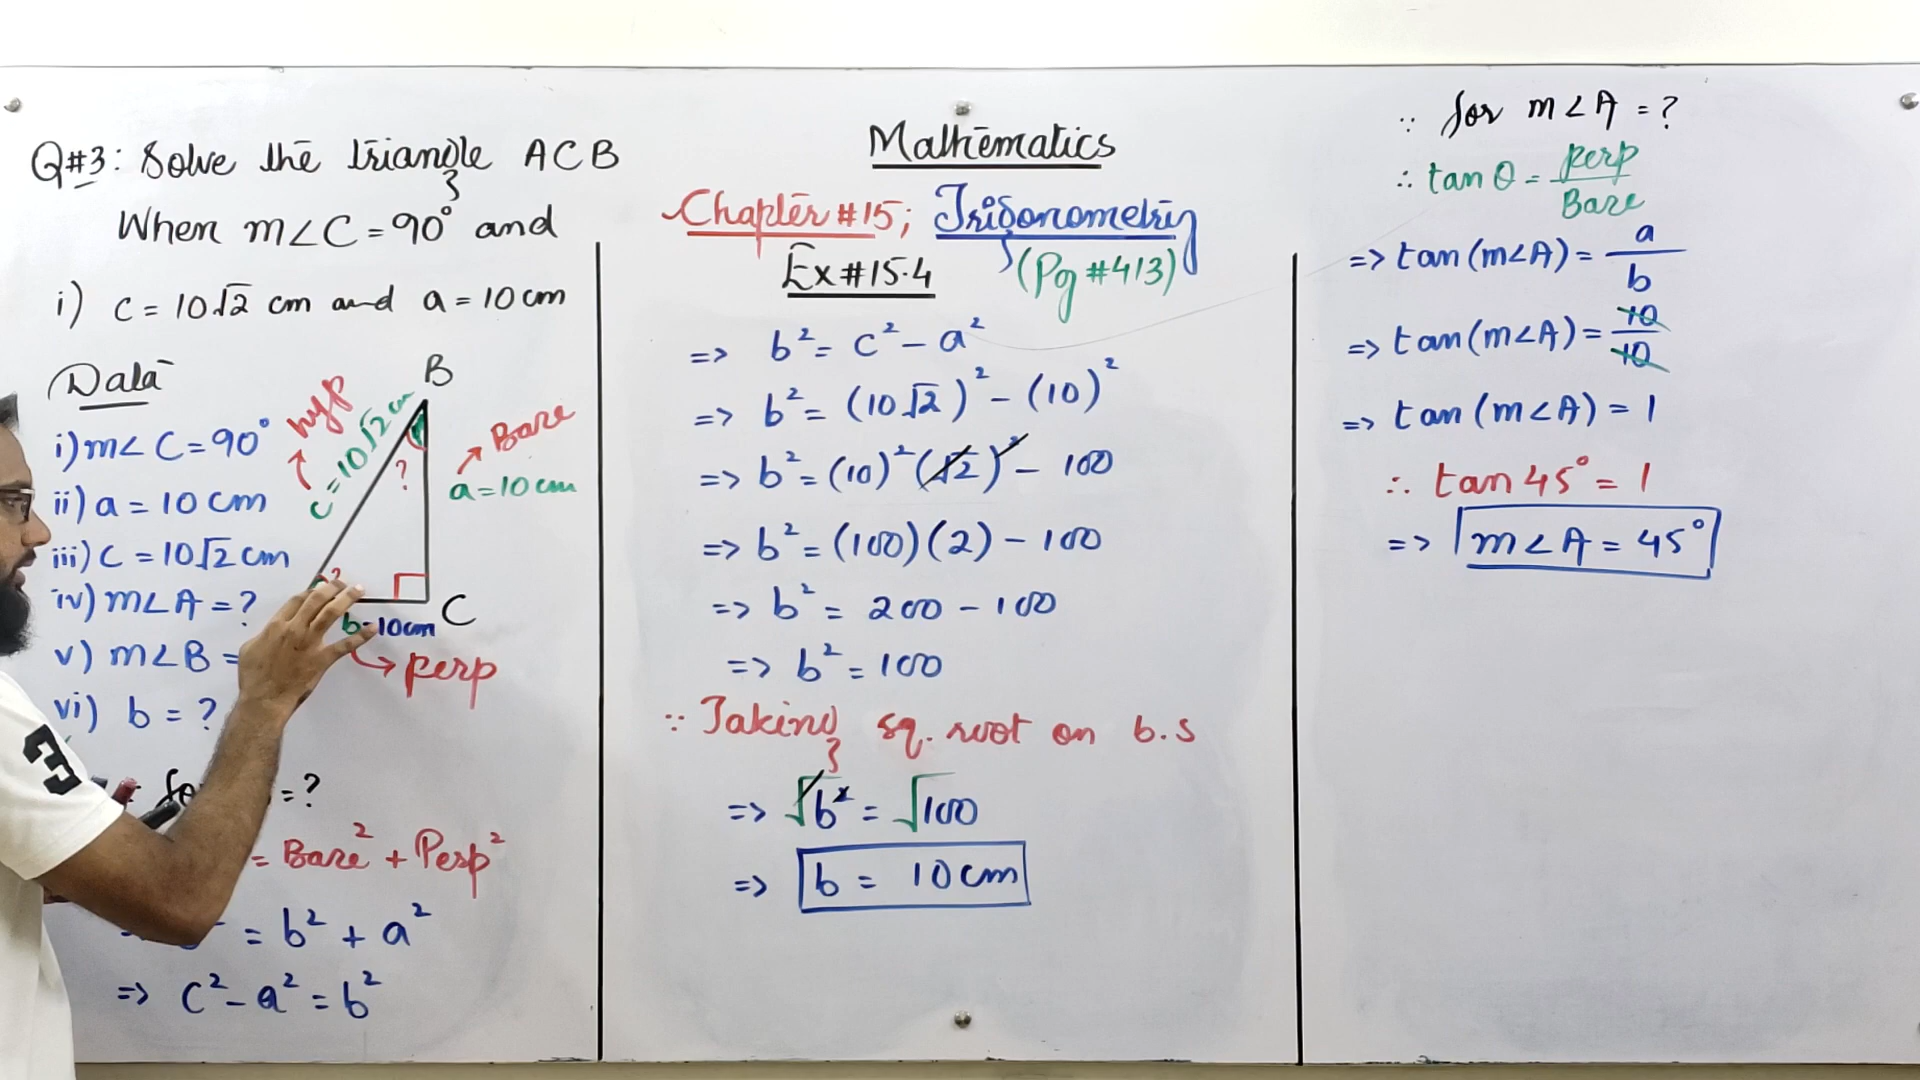 Q#3: Solve the triangle ACB
When m∠C = 90° and
i) c = 10√2 cm and a = 10 cm
Data
i) m∠C = 90°
ii) a = 10 cm
iii) c = 10√2 cm
iv) m∠A = ?
v) m∠B =
vi) b = ?
B
hyp
c = 10√2 cm
?
Base
a = 10 cm
?
C
b = 10cm
perp
= ?
= Base² + Perp²
= b² + a²
=> c² - a² = b²
3
Mathematics
Chapter #15; Trigonometry
Ex #15.4
(Pg #413)
=> b² = c² - a²
=> b² = (10√2)² - (10)²
=> b² = (10)² (√2)² - 100
=> b² = (100)(2) - 100
=> b² = 200 - 100
=> b² = 100
∵ Taking sq. root on b.s
=> √b² = √100
=> b = 10cm
∵ for m∠A = ?
∴ tan θ = perp/Base
=> tan(m∠A) = a/b
=> tan(m∠A) = 10/10
=> tan(m∠A) = 1
∴ tan 45° = 1
=> m∠A = 45°